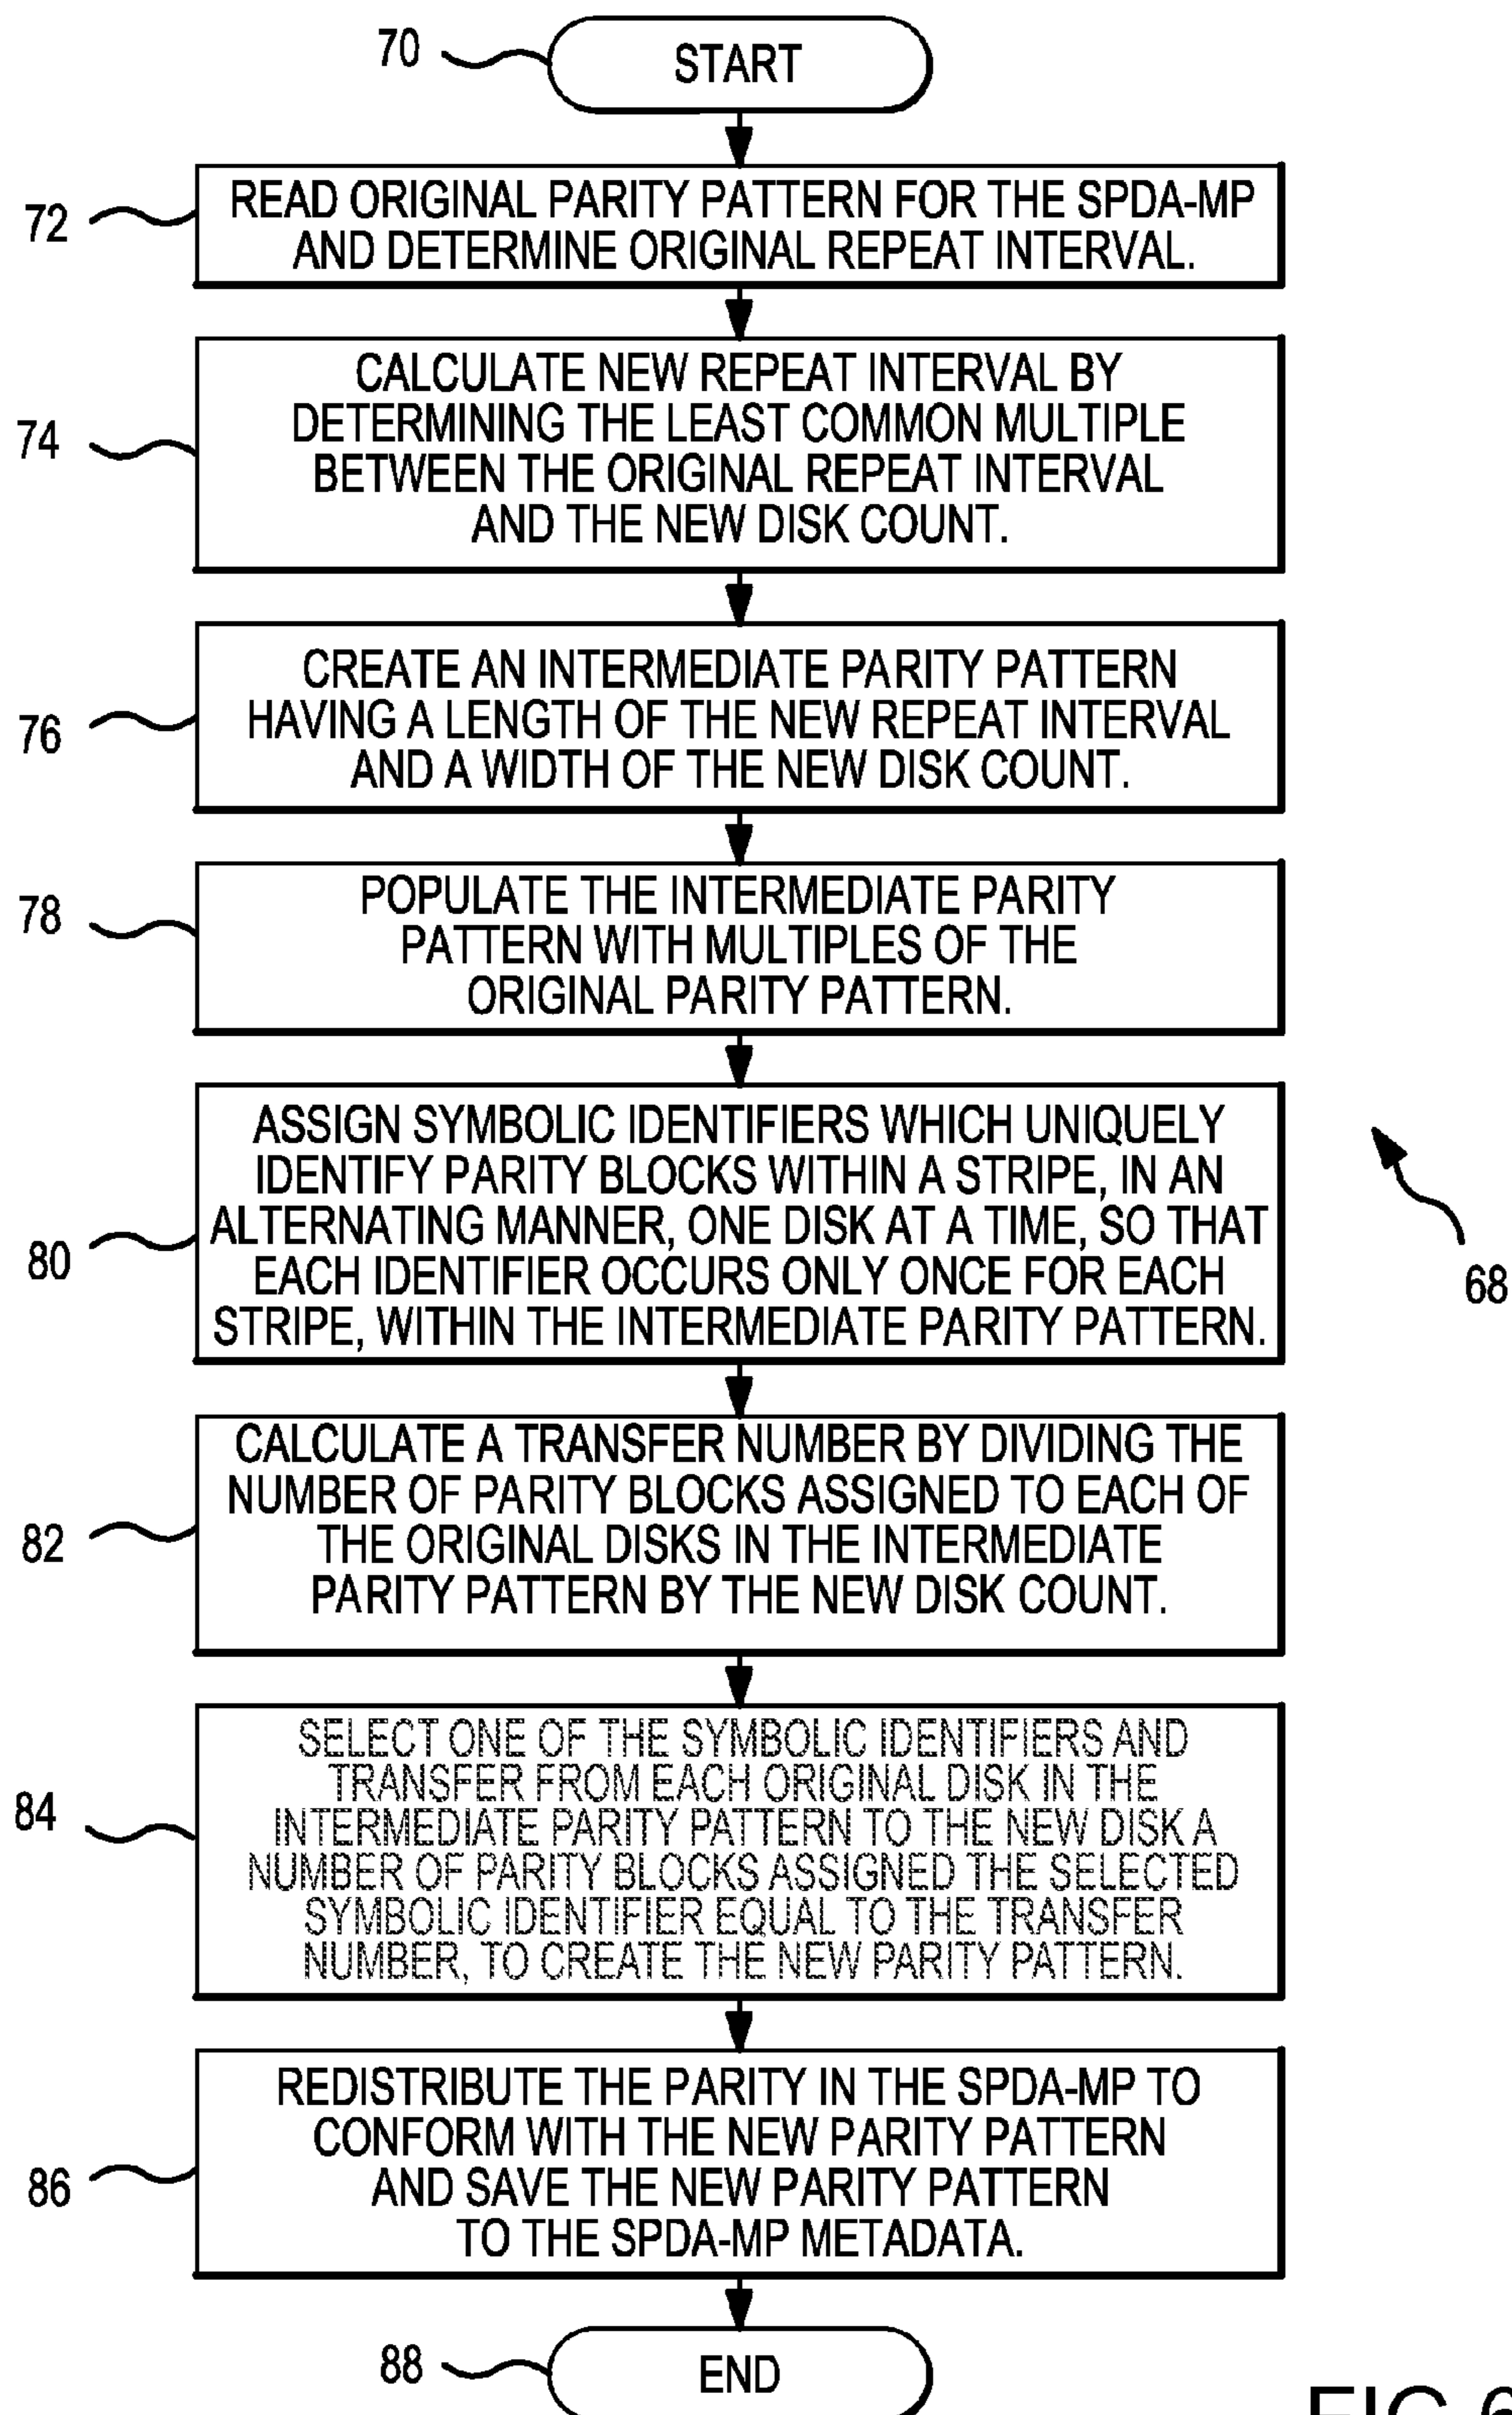 70
START
72
READ ORIGINAL PARITY PATTERN FOR THE SPDA-MP
AND DETERMINE ORIGINAL REPEAT INTERVAL.
74
CALCULATE NEW REPEAT INTERVAL BY
DETERMINING THE LEAST COMMON MULTIPLE
BETWEEN THE ORIGINAL REPEAT INTERVAL
AND THE NEW DISK COUNT.
76
CREATE AN INTERMEDIATE PARITY PATTERN
HAVING A LENGTH OF THE NEW REPEAT INTERVAL
AND A WIDTH OF THE NEW DISK COUNT.
78
POPULATE THE INTERMEDIATE PARITY
PATTERN WITH MULTIPLES OF THE
ORIGINAL PARITY PATTERN.
80
ASSIGN SYMBOLIC IDENTIFIERS WHICH UNIQUELY
IDENTIFY PARITY BLOCKS WITHIN A STRIPE, IN AN
ALTERNATING MANNER, ONE DISK AT A TIME, SO THAT
EACH IDENTIFIER OCCURS ONLY ONCE FOR EACH
STRIPE, WITHIN THE INTERMEDIATE PARITY PATTERN.
68
82
CALCULATE A TRANSFER NUMBER BY DIVIDING THE
NUMBER OF PARITY BLOCKS ASSIGNED TO EACH OF
THE ORIGINAL DISKS IN THE INTERMEDIATE
PARITY PATTERN BY THE NEW DISK COUNT.
84
SELECT ONE OF THE SYMBOLIC IDENTIFIERS AND
TRANSFER FROM EACH ORIGINAL DISK IN THE
INTERMEDIATE PARITY PATTERN TO THE NEW DISK A
NUMBER OF PARITY BLOCKS ASSIGNED THE SELECTED
SYMBOLIC IDENTIFIER EQUAL TO THE TRANSFER
NUMBER, TO CREATE THE NEW PARITY PATTERN.
86
REDISTRIBUTE THE PARITY IN THE SPDA-MP TO
CONFORM WITH THE NEW PARITY PATTERN
AND SAVE THE NEW PARITY PATTERN
TO THE SPDA-MP METADATA.
88
END
FIG.6